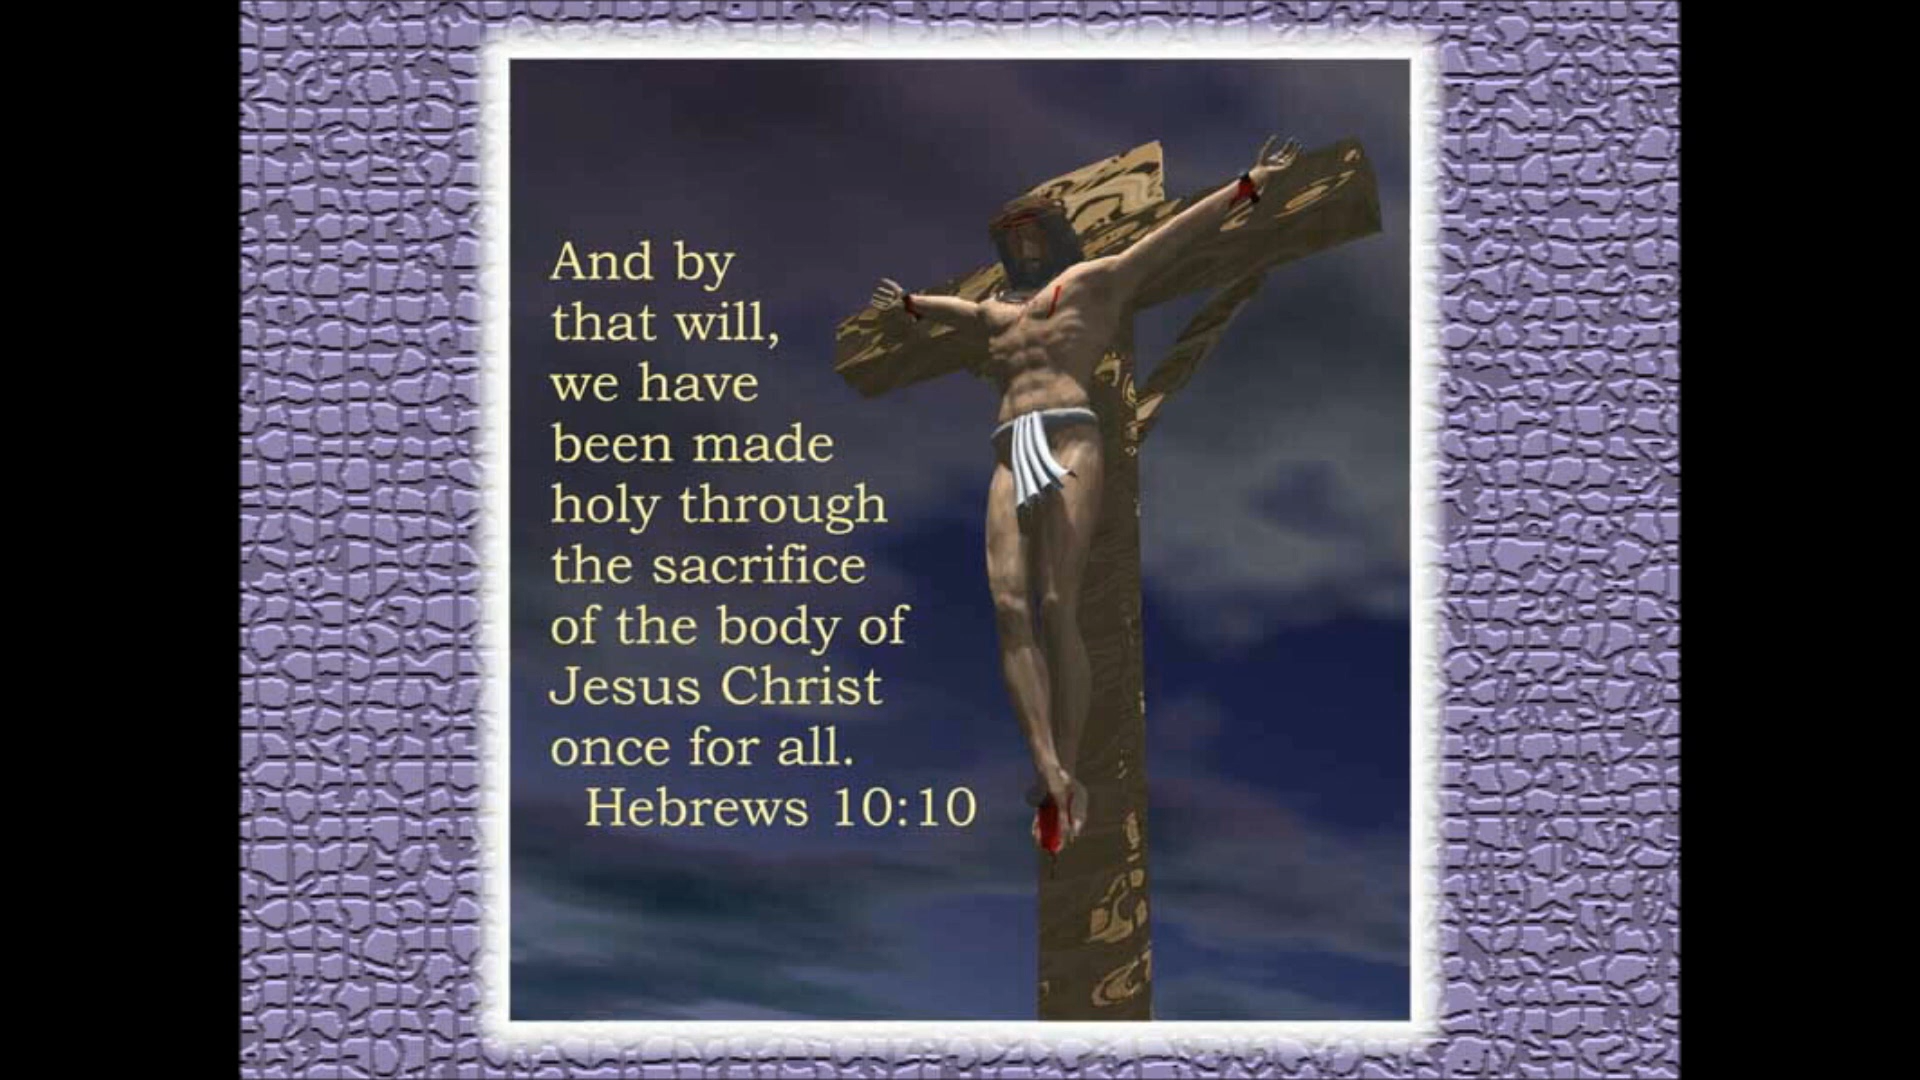 And by
that will,
we have
been made
holy through
the sacrifice
of the body of
Jesus Christ
once for all.
Hebrews 10:10